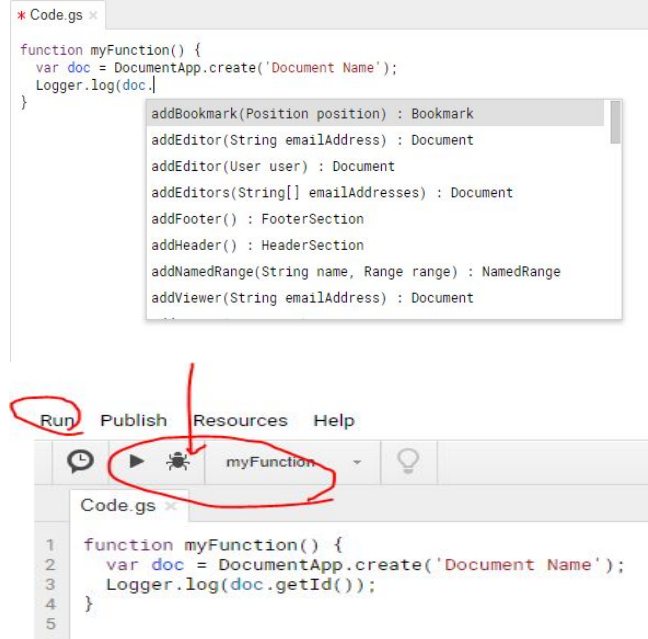 * Code.gs ×
function myFunction() {
  var doc = DocumentApp.create('Document Name');
  Logger.log(doc.
}
addBookmark(Position position) : Bookmark
addEditor(String emailAddress) : Document
addEditor(User user) : Document
addEditors(String[] emailAddresses) : Document
addFooter() : FooterSection
addHeader() : HeaderSection
addNamedRange(String name, Range range) : NamedRange
addViewer(String emailAddress) : Document
Run Publish Resources Help
myFunction
Code.gs ×
1 function myFunction() {
2   var doc = DocumentApp.create('Document Name');
3   Logger.log(doc.getId());
4 }
5